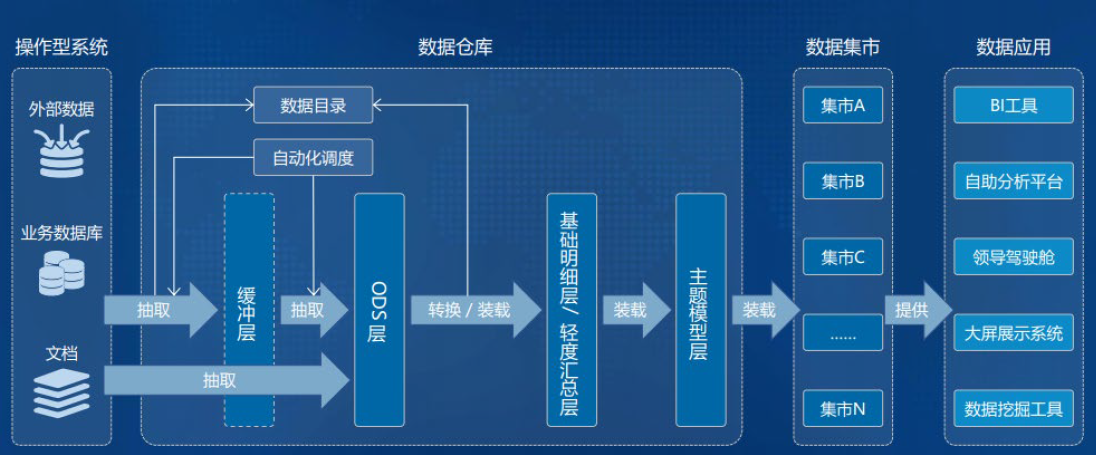 操作型系统
数据仓库
数据集市
数据应用
外部数据
业务数据库
文档
数据目录
自动化调度
抽取
缓冲层
抽取
ODS层
抽取
转换 / 装载
基础明细层/ 轻度汇总层
装载
主题模型层
装载
集市A
集市B
集市C
......
集市N
提供
BI工具
自助分析平台
领导驾驶舱
大屏展示系统
数据挖掘工具